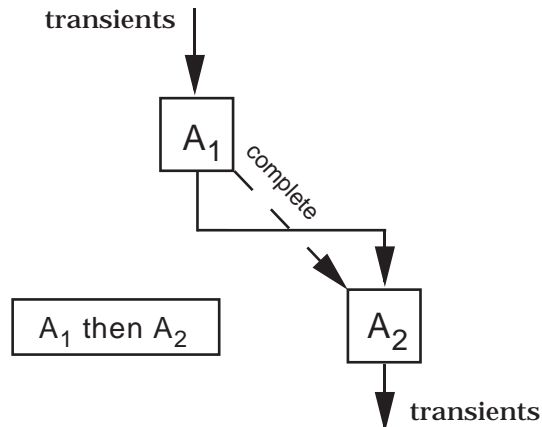 transients
A₁
complete
A₁ then A₂
A₂
transients